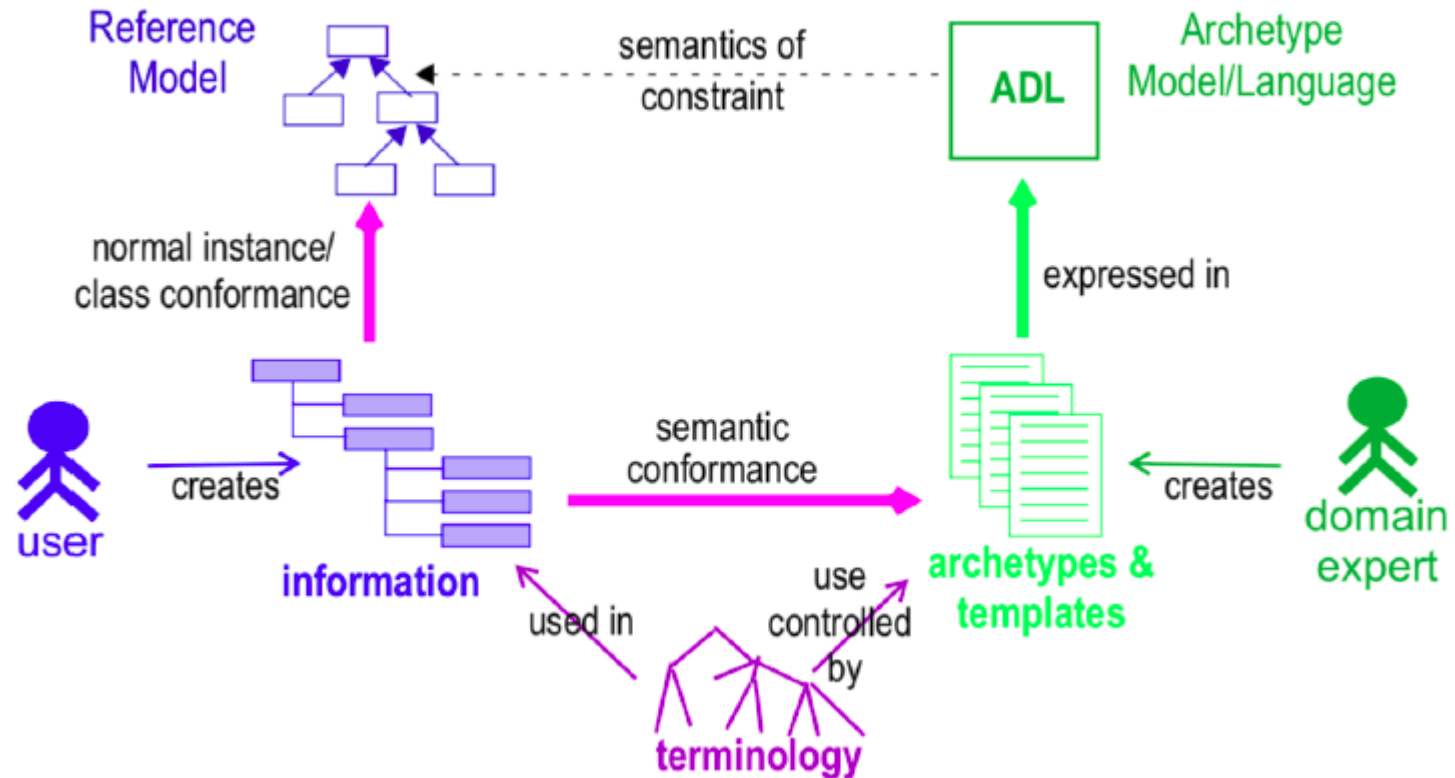 Reference
Model
semantics of
constraint
ADL
Archetype
Model/Language
normal instance/
class conformance
expressed in
creates
user
information
semantic
conformance
archetypes &
templates
creates
domain
expert
used in
use
controlled
by
terminology